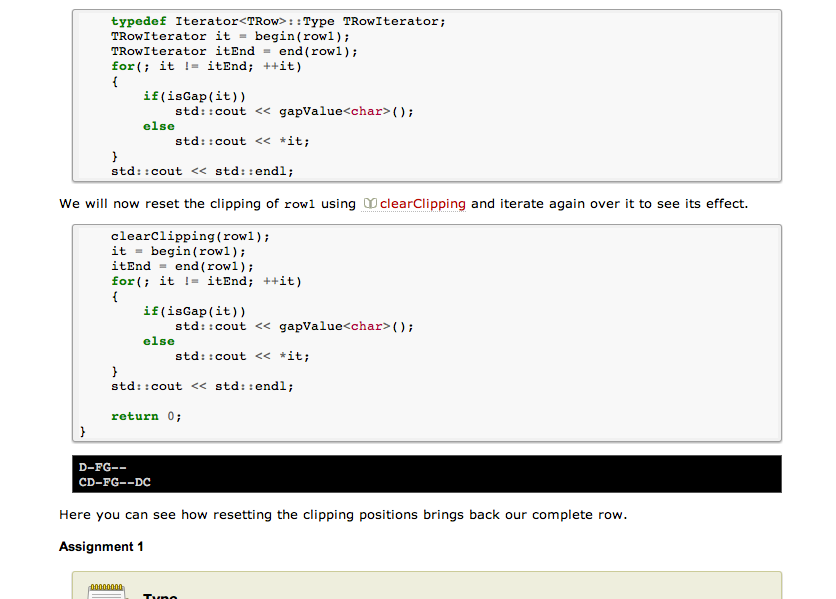 typedef Iterator<TRow>::Type TRowIterator;
TRowIterator it = begin(row1);
TRowIterator itEnd = end(row1);
for(; it != itEnd; ++it)
{
if(isGap(it))
std::cout << gapValue<char>();
else
std::cout << *it;
}
std::cout << std::endl;
We will now reset the clipping of row1 using clearClipping and iterate again over it to see its effect.
clearClipping(row1);
it = begin(row1);
itEnd = end(row1);
for(; it != itEnd; ++it)
{
if(isGap(it))
std::cout << gapValue<char>();
else
std::cout << *it;
}
std::cout << std::endl;
return 0;
}
D-FG--
CD-FG--DC
Here you can see how resetting the clipping positions brings back our complete row.
Assignment 1
Type